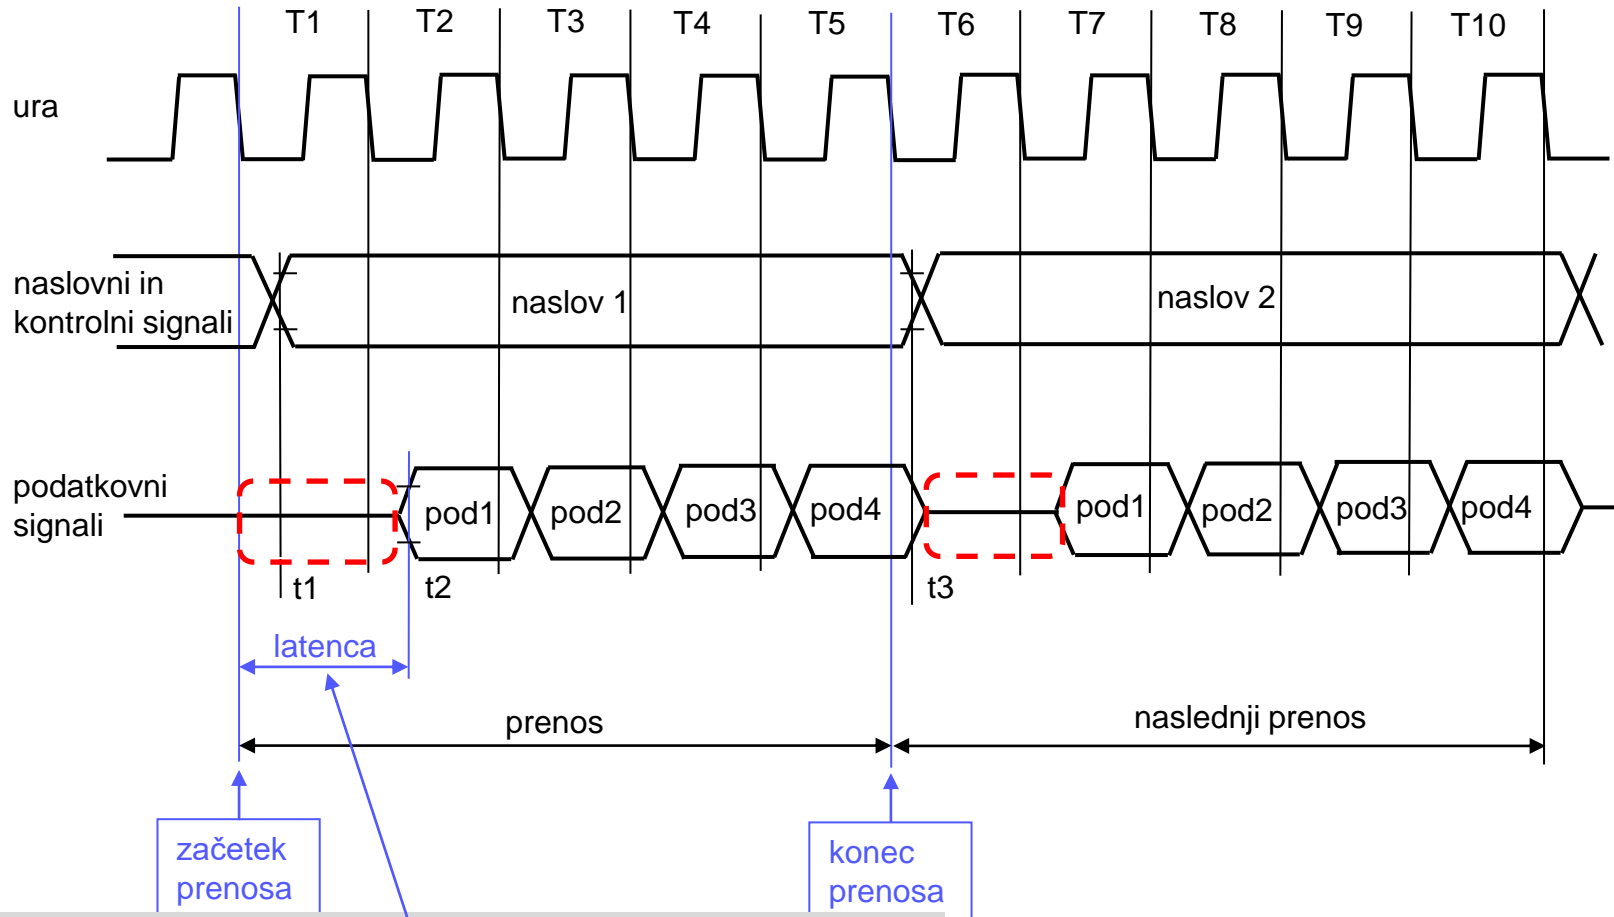 T1 T2 T3 T4 T5 T6 T7 T8 T9 T10
ura
naslovni in
kontrolni signali
naslov 1
naslov 2
podatkovni
signali
pod1 pod2 pod3 pod4 pod1 pod2 pod3 pod4
t1 t2 t3
latenca
prenos
naslednji prenos
začetek
prenosa
konec
prenosa